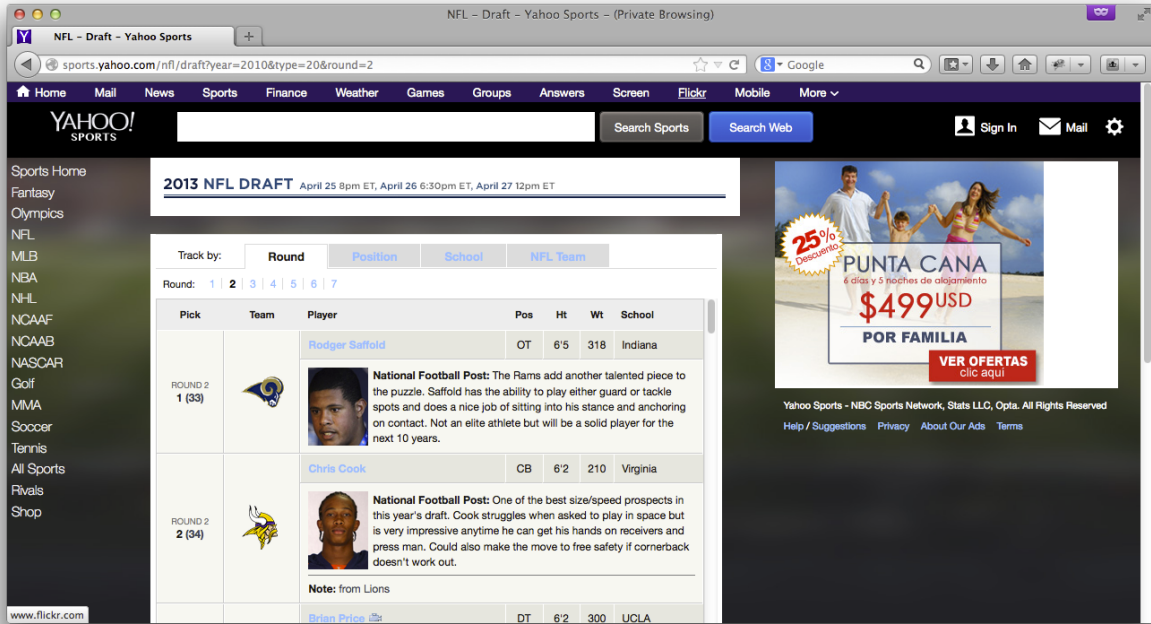 NFL – Draft – Yahoo Sports – (Private Browsing)
NFL – Draft – Yahoo Sports
sports.yahoo.com/nfl/draft?year=2010&type=20&round=2
Google
Home Mail News Sports Finance Weather Games Groups Answers Screen Flickr Mobile More
YAHOO! SPORTS
Search Sports
Search Web
Sign In
Mail
Sports Home
Fantasy
Olympics
NFL
MLB
NBA
NHL
NCAAF
NCAAB
NASCAR
Golf
MMA
Soccer
Tennis
All Sports
Rivals
Shop
2013 NFL DRAFT April 25 8pm ET, April 26 6:30pm ET, April 27 12pm ET
Track by: Round Position School NFL Team
Round: 1 2 3 4 5 6 7
Pick Team Player Pos Ht Wt School
Rodger Saffold OT 6'5 318 Indiana
ROUND 2
1 (33)
National Football Post: The Rams add another talented piece to
the puzzle. Saffold has the ability to play either guard or tackle
spots and does a nice job of sitting into his stance and anchoring
on contact. Not an elite athlete but will be a solid player for the
next 10 years.
Chris Cook CB 6'2 210 Virginia
ROUND 2
2 (34)
National Football Post: One of the best size/speed prospects in
this year's draft. Cook struggles when asked to play in space but
is very impressive anytime he can get his hands on receivers and
press man. Could also make the move to free safety if cornerback
doesn't work out.
Note: from Lions
Brian Price DT 6'2 300 UCLA
25%
Descuento
PUNTA CANA
6 días y 5 noches de alojamiento
$499USD
POR FAMILIA
VER OFERTAS
clic aquí
Yahoo Sports - NBC Sports Network, Stats LLC, Opta. All Rights Reserved
Help / Suggestions Privacy About Our Ads Terms
www.flickr.com